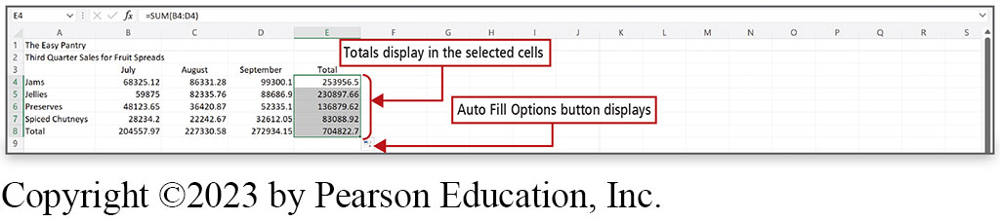 E4 fx =SUM(B4:D4)
A B C D E F G H I J K L M N O P Q R S
1 The Easy Pantry
2 Third Quarter Sales for Fruit Spreads
3 July August September Total
4 Jams 68325.12 86331.28 99300.1 253956.5
5 Jellies 59875 82335.76 88686.9 230897.66
6 Preserves 48123.65 36420.87 52335.1 136879.62
7 Spiced Chutneys 28234.2 22242.67 32612.05 83088.92
8 Total 204557.97 227330.58 272934.15 704822.7
9
Totals display in the selected cells
Auto Fill Options button displays
Copyright ©2023 by Pearson Education, Inc.